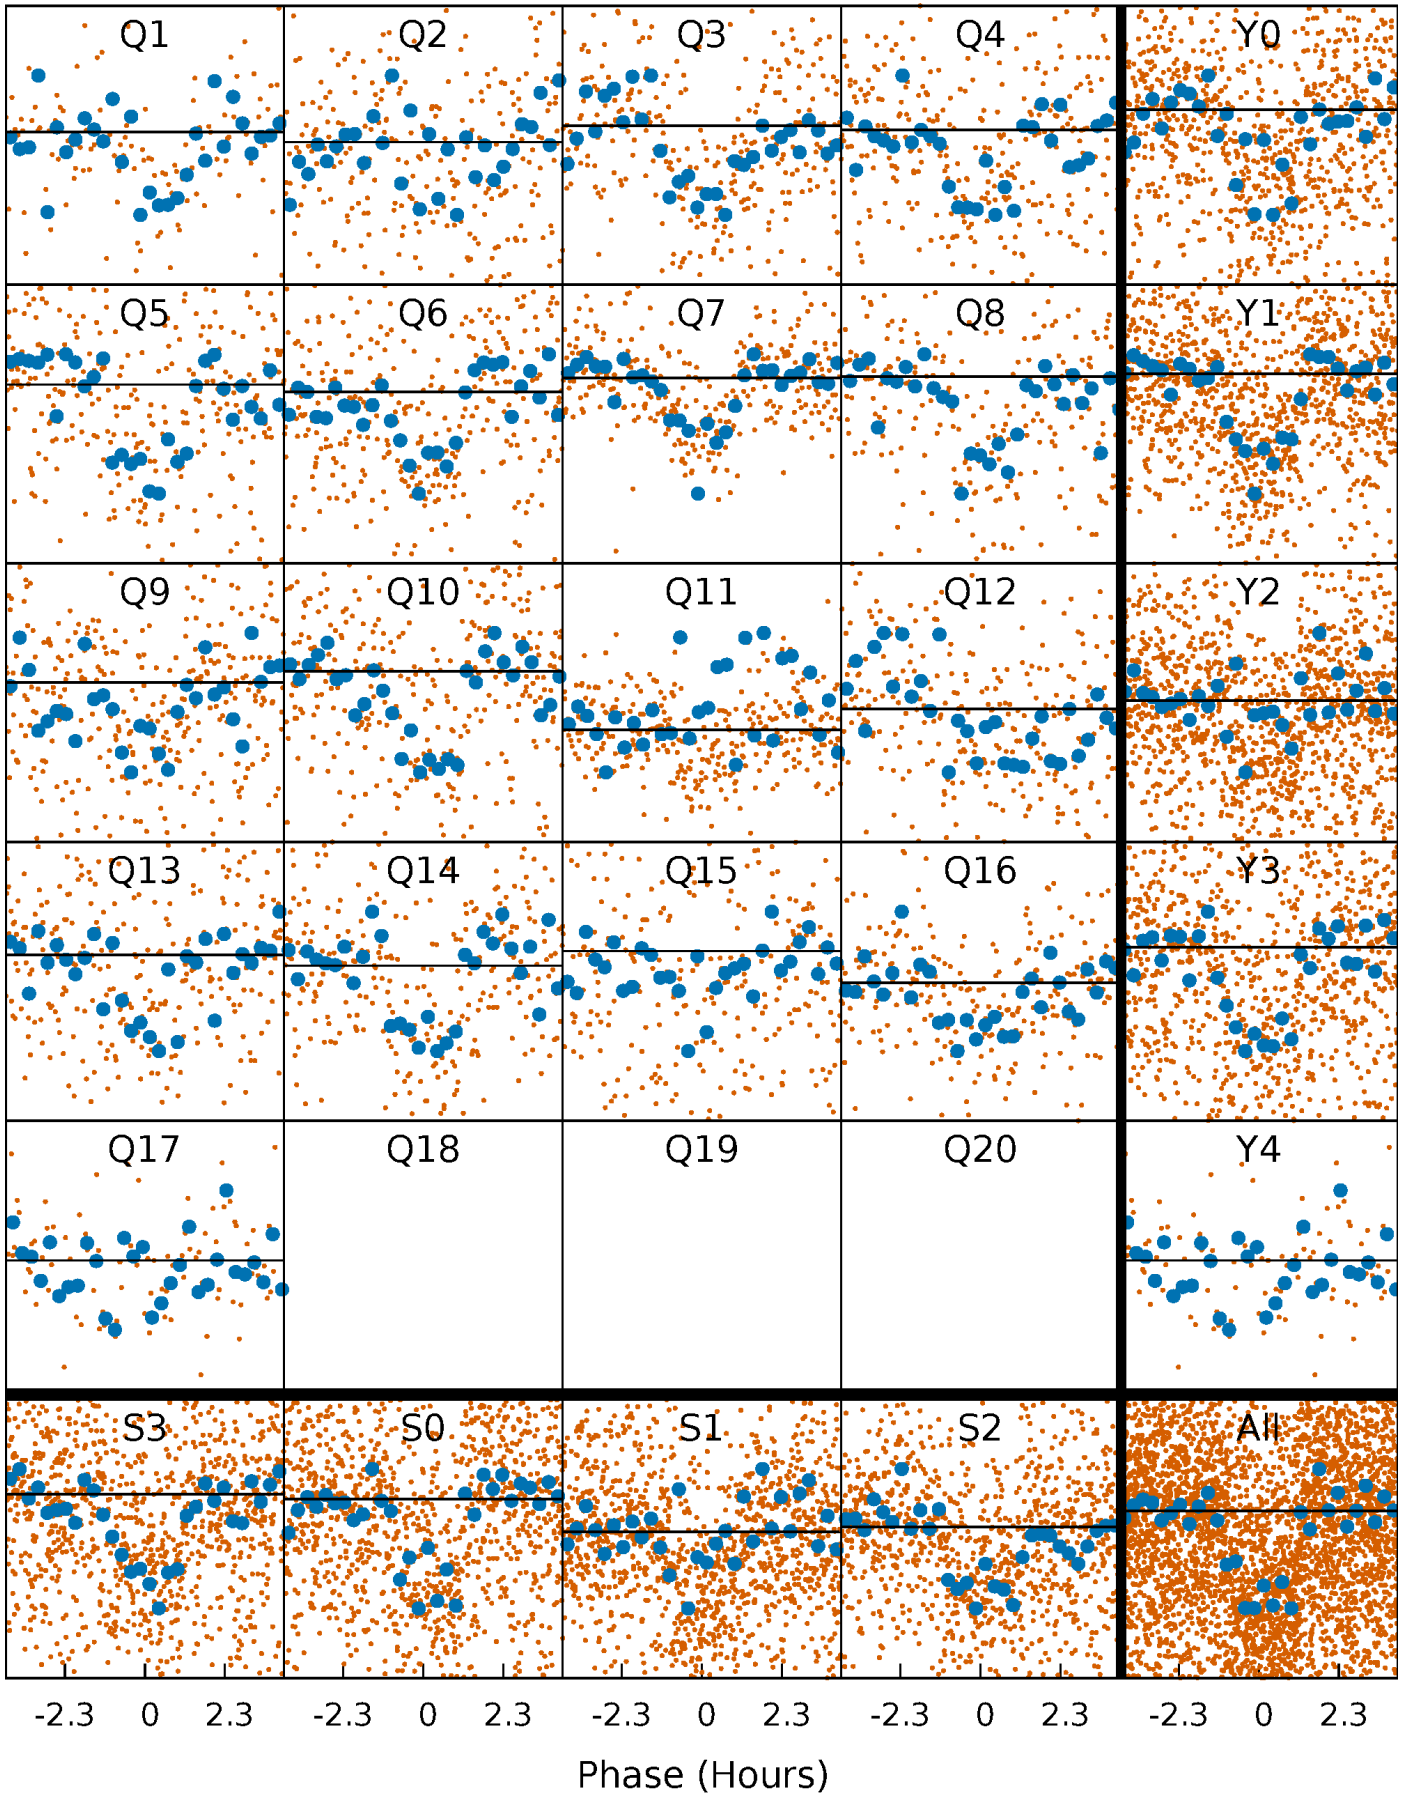 Q1 Q2 Q3 Q4 Y0
Q5 Q6 Q7 Q8 Y1
Q9 Q10 Q11 Q12 Y2
Q13 Q14 Q15 Q16 Y3
Q17 Q18 Q19 Q20 Y4
S3 S0 S1 S2 All
-2.3 0 2.3 -2.3 0 2.3 -2.3 0 2.3 -2.3 0 2.3 -2.3 0 2.3
Phase (Hours)